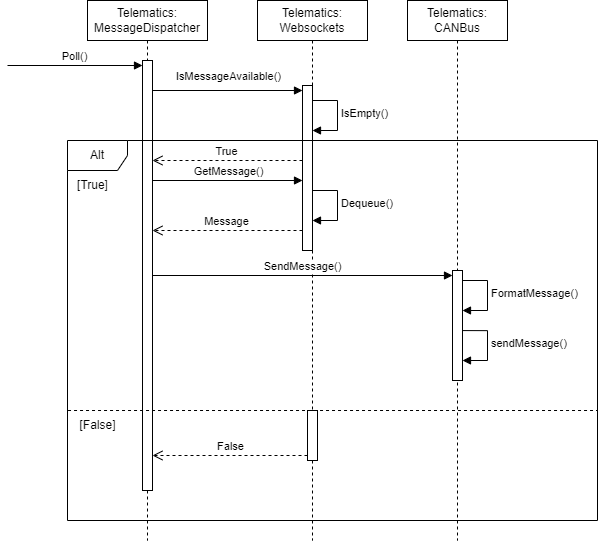 Telematics:
MessageDispatcher
Telematics:
Websockets
Telematics:
CANBus
Poll()
IsMessageAvailable()
IsEmpty()
Alt
True
[True]
GetMessage()
Dequeue()
Message
SendMessage()
FormatMessage()
sendMessage()
[False]
False